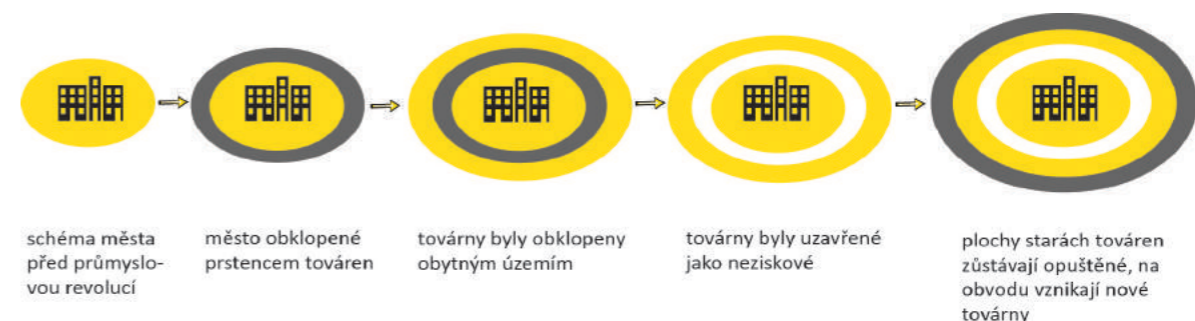 schéma města
před průmyslo-
vou revolucí
město obklopené
prstencem továren
továrny byly obklopeny
obytným územím
továrny byly uzavřené
jako neziskové
plochy starách továren
zůstávají opuštěné, na
obvodu vznikají nové
továrny